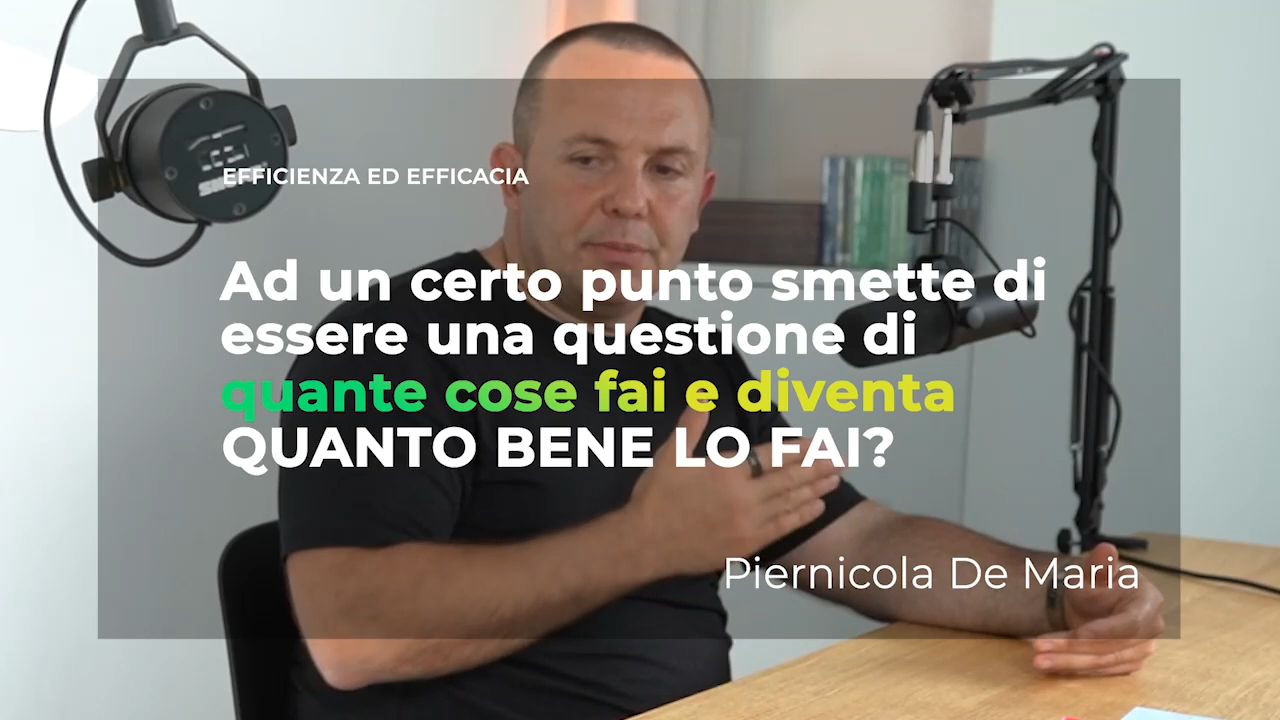 EFFICIENZA ED EFFICACIA
Ad un certo punto smette di
essere una questione di
quante cose fai e diventa
QUANTO BENE LO FAI?
Piernicola De Maria